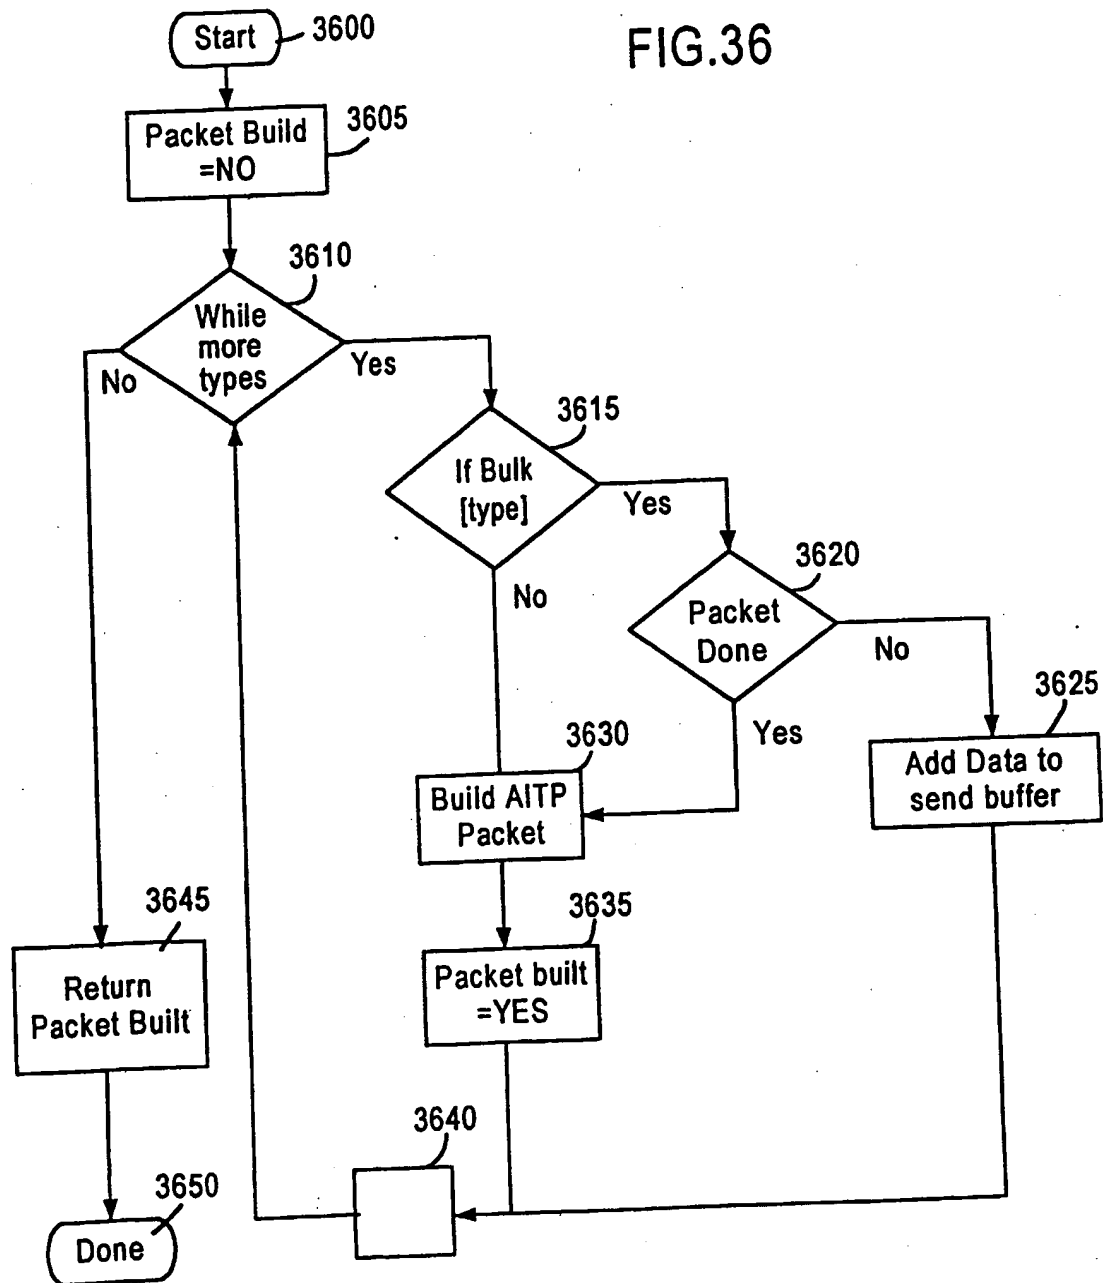 FIG.36
Start
3600
Packet Build
=NO
3605
While
more
types
3610
No
Yes
If Bulk
[type]
3615
Yes
No
Packet
Done
3620
No
Yes
Add Data to
send buffer
3625
Build AITP
Packet
3630
Packet built
=YES
3635
3640
Return
Packet Built
3645
Done
3650